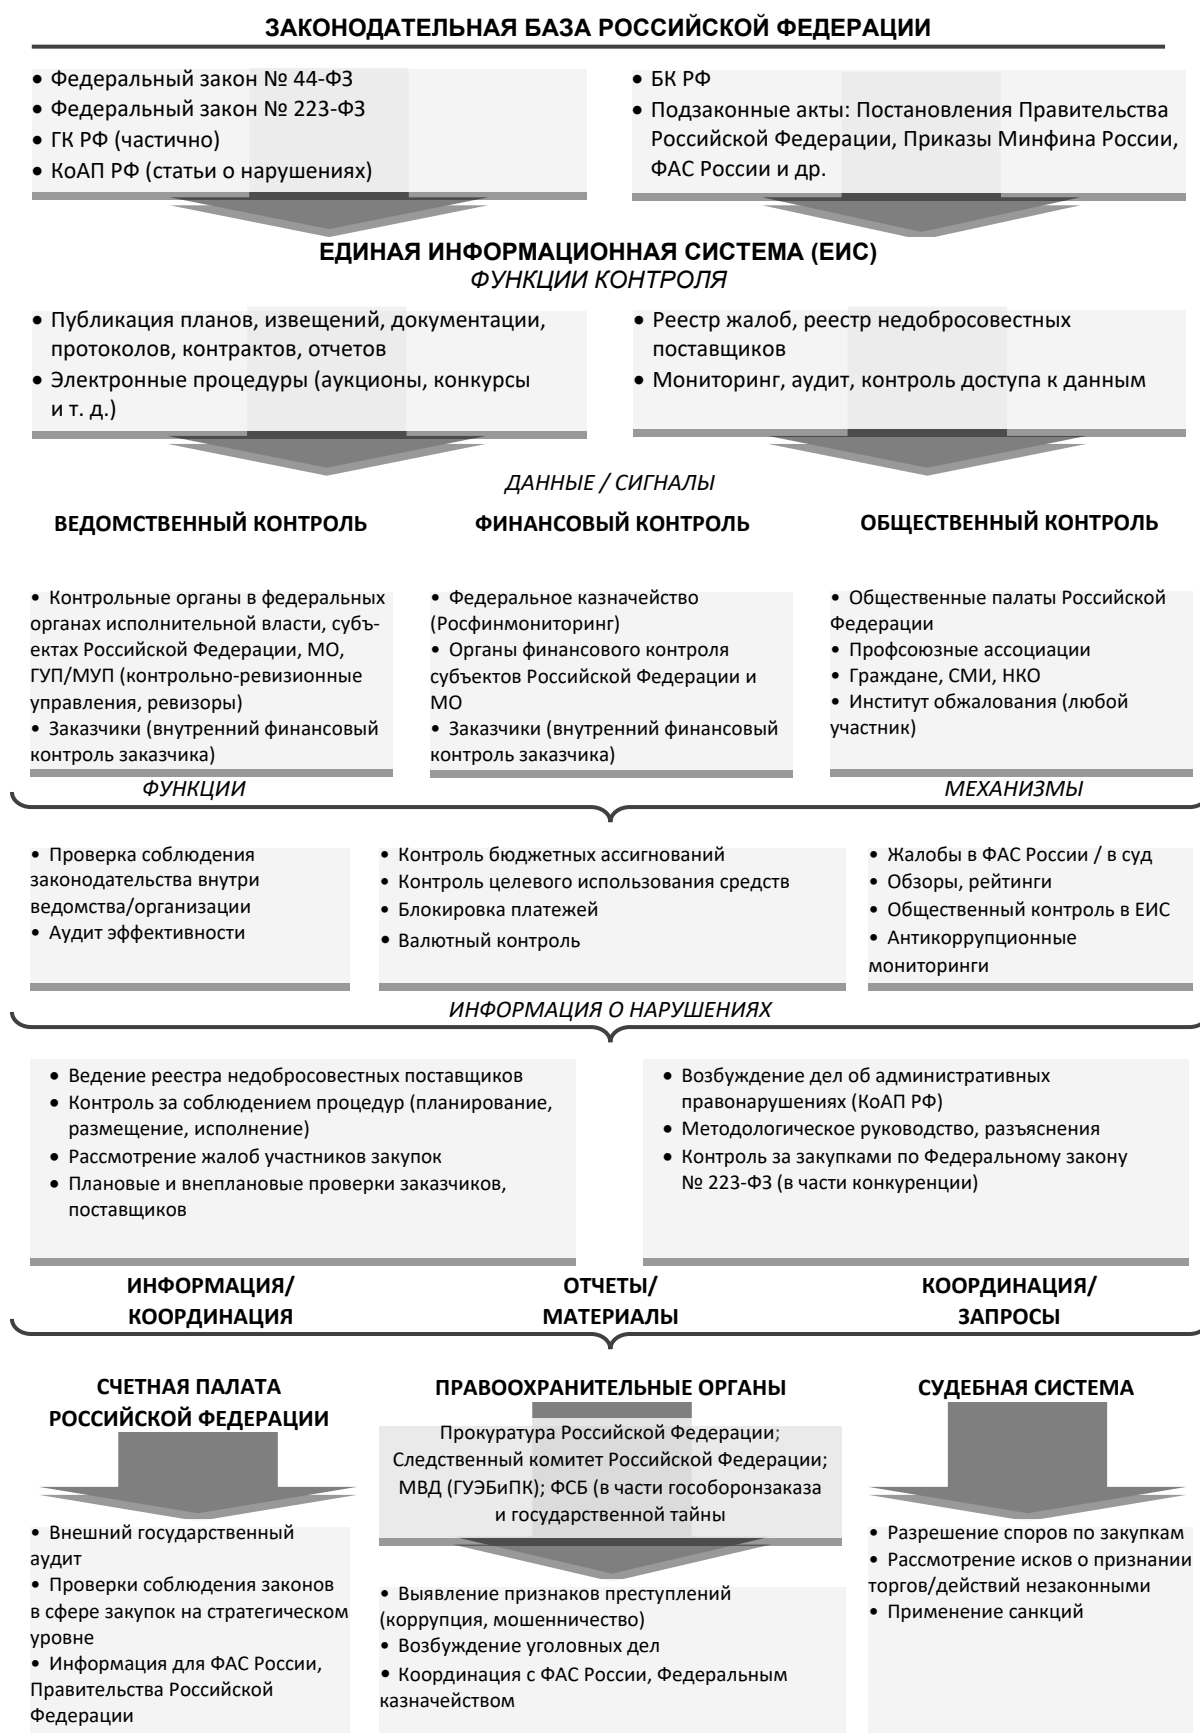 ЗАКОНОДАТЕЛЬНАЯ БАЗА РОССИЙСКОЙ ФЕДЕРАЦИИ
• Федеральный закон № 44-ФЗ
• Федеральный закон № 223-ФЗ
• ГК РФ (частично)
• КоАП РФ (статьи о нарушениях)
• БК РФ
• Подзаконные акты: Постановления Правительства
Российской Федерации, Приказы Минфина России,
ФАС России и др.
ЕДИНАЯ ИНФОРМАЦИОННАЯ СИСТЕМА (ЕИС)
ФУНКЦИИ КОНТРОЛЯ
• Публикация планов, извещений, документации,
протоколов, контрактов, отчетов
• Электронные процедуры (аукционы, конкурсы
и т. д.)
• Реестр жалоб, реестр недобросовестных
поставщиков
• Мониторинг, аудит, контроль доступа к данным
ДАННЫЕ / СИГНАЛЫ
ВЕДОМСТВЕННЫЙ КОНТРОЛЬ
• Контрольные органы в федеральных
органах исполнительной власти, субъ-
ектах Российской Федерации, МО,
ГУП/МУП (контрольно-ревизионные
управления, ревизоры)
• Заказчики (внутренний финансовый
контроль заказчика)
ФИНАНСОВЫЙ КОНТРОЛЬ
• Федеральное казначейство
(Росфинмониторинг)
• Органы финансового контроля
субъектов Российской Федерации и
МО
• Заказчики (внутренний финансовый
контроль заказчика)
ОБЩЕСТВЕННЫЙ КОНТРОЛЬ
• Общественные палаты Российской
Федерации
• Профсоюзные ассоциации
• Граждане, СМИ, НКО
• Институт обжалования (любой
участник)
ФУНКЦИИ
МЕХАНИЗМЫ
• Проверка соблюдения
законодательства внутри
ведомства/организации
• Аудит эффективности
• Контроль бюджетных ассигнований
• Контроль целевого использования средств
• Блокировка платежей
• Валютный контроль
• Жалобы в ФАС России / в суд
• Обзоры, рейтинги
• Общественный контроль в ЕИС
• Антикоррупционные
мониторинги
ИНФОРМАЦИЯ О НАРУШЕНИЯХ
• Ведение реестра недобросовестных поставщиков
• Контроль за соблюдением процедур (планирование,
размещение, исполнение)
• Рассмотрение жалоб участников закупок
• Плановые и внеплановые проверки заказчиков,
поставщиков
• Возбуждение дел об административных
правонарушениях (КоАП РФ)
• Методологическое руководство, разъяснения
• Контроль за закупками по Федеральному закону
№ 223-ФЗ (в части конкуренции)
ИНФОРМАЦИЯ/
КООРДИНАЦИЯ
ОТЧЕТЫ/
МАТЕРИАЛЫ
КООРДИНАЦИЯ/
ЗАПРОСЫ
СЧЕТНАЯ ПАЛАТА
РОССИЙСКОЙ ФЕДЕРАЦИИ
• Внешний государственный
аудит
• Проверки соблюдения законов
в сфере закупок на стратегическом
уровне
• Информация для ФАС России,
Правительства Российской
Федерации
ПРАВООХРАНИТЕЛЬНЫЕ ОРГАНЫ
Прокуратура Российской Федерации;
Следственный комитет Российской Федерации;
МВД (ГУЭБиПК); ФСБ (в части гособоронзаказа
и государственной тайны
• Выявление признаков преступлений
(коррупция, мошенничество)
• Возбуждение уголовных дел
• Координация с ФАС России, Федеральным
казначейством
СУДЕБНАЯ СИСТЕМА
• Разрешение споров по закупкам
• Рассмотрение исков о признании
торгов/действий незаконными
• Применение санкций